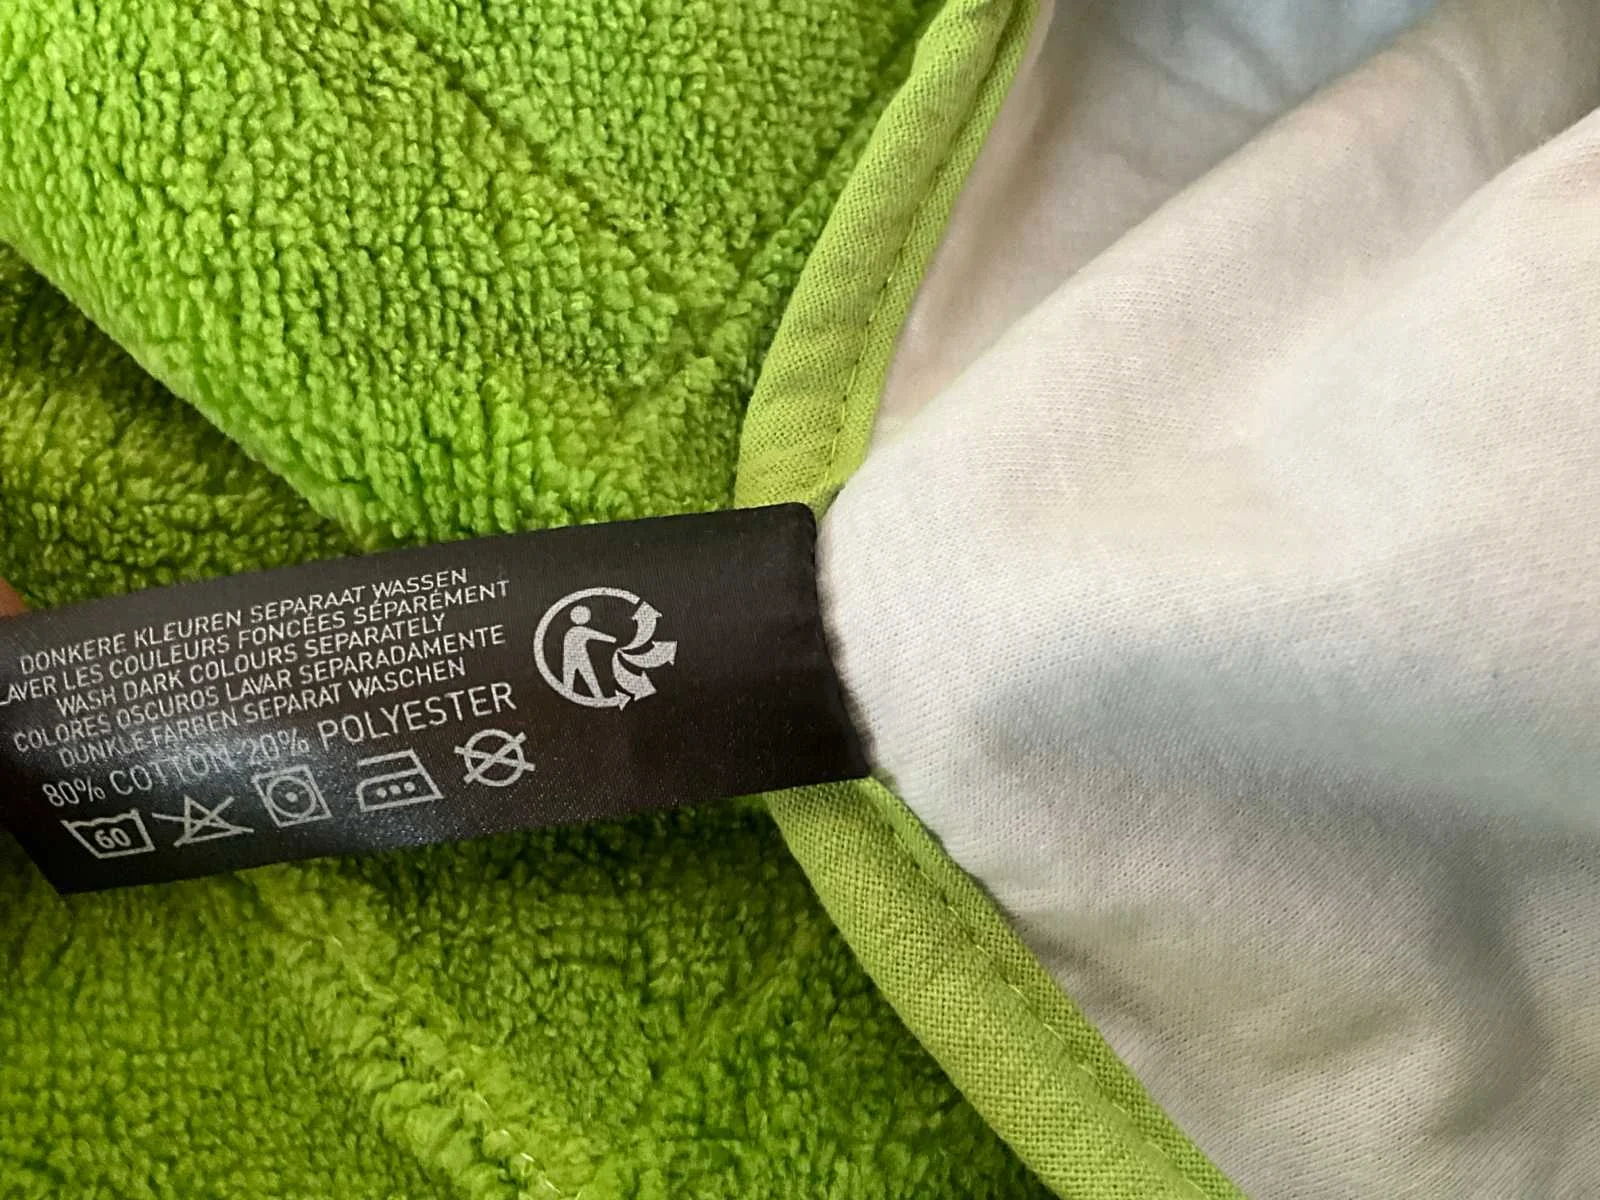 DONKERE KLEUREN SEPARAAT WASSEN
LAVER LES COULEURS FONCÉES SÉPARÉMENT
WASH DARK COLOURS SEPARATELY
COLORES OSCUROS LAVAR SEPARADAMENTE
DUNKLE FARBEN SEPARAT WASCHEN
80% COTTON 20% POLYESTER
60